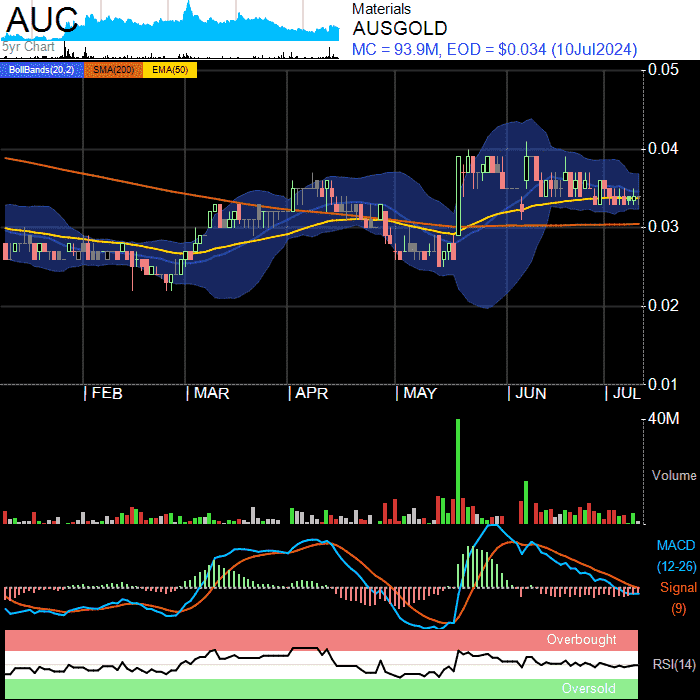 AUC
5yr Chart
Materials
AUSGOLD
MC = 93.9M, EOD = $0.034 (10Jul2024)
BollBands(20,2) SMA(200) EMA(50)
0.05
0.04
0.03
0.02
0.01
| FEB | MAR | APR | MAY | JUN | JUL
40M
Volume
MACD
(12-26)
Signal
(9)
Overbought
RSI(14)
Oversold